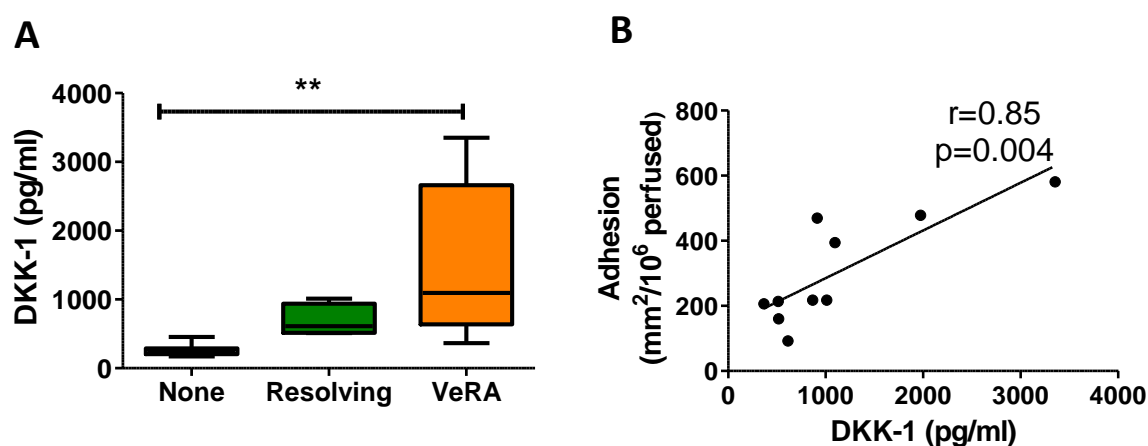 A
**
4000
3000
2000
1000
0
DKK-1 (pg/ml)
None Resolving VeRA
B
r=0.85
p=0.004
800
600
400
200
0
Adhesion
(mm²/10⁶ perfused)
0 1000 2000 3000 4000
DKK-1 (pg/ml)